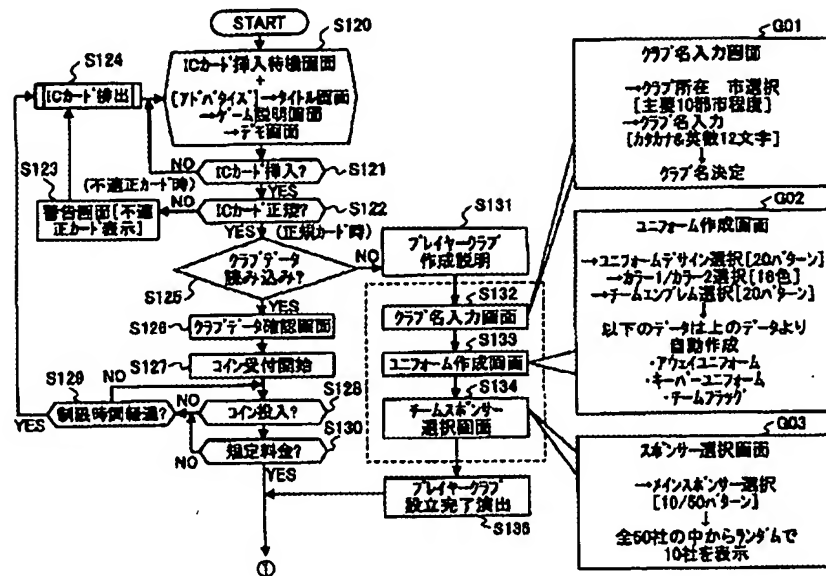 START
S120
ICカード挿入待機画面
+
[アドバタイズ]→タイトル画面
→ゲーム説明画面
→デモ画面
S124
ICカード排出
NO
ICカード挿入?
S121
YES
S123
(不適正カード時)
警告画面[不適
正カード表示]
NO
ICカード正規?
S122
YES
(正規カード時)
クラブデータ
読み込み?
S125
NO
YES
S126
クラブデータ確認画面
S127
コイン受付開始
S129
NO
制限時間経過?
YES
コイン投入?
S128
NO
規定料金?
S130
YES
①
S131
プレイヤークラブ
作成説明
S132
クラブ名入力画面
S133
ユニフォーム作成画面
S134
チームスポンサー
選択画面
プレイヤークラブ
設立完了演出
S135
G01
クラブ名入力画面
→クラブ所在 市選択
[主要10都市程度]
→クラブ名入力
[カタカナ&英数12文字]
↓
クラブ名決定
G02
ユニフォーム作成画面
→ユニフォームデザイン選択[20パターン]
→カラー1/カラー2選択[16色]
→チームエンブレム選択[20パターン]
↓
以下のデータは上のデータより
自動作成
・アウェイユニフォーム
・キーパーユニフォーム
・チームフラッグ
G03
スポンサー選択画面
→メインスポンサー選択
[10/50パターン]
↓
全50社の中からランダムで
10社を表示